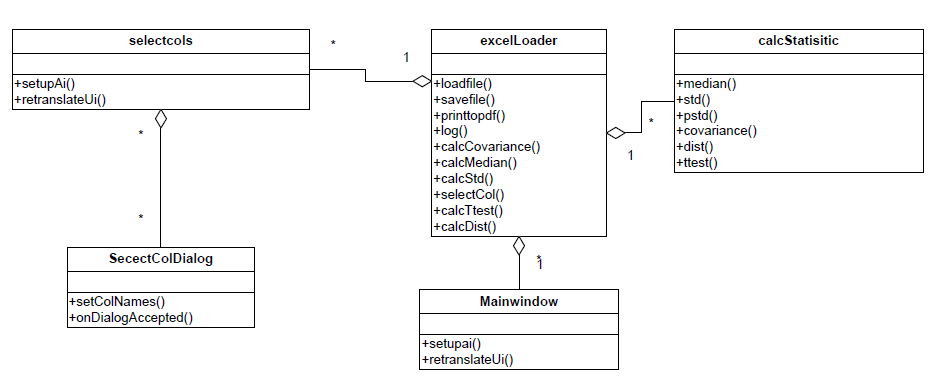 selectcols
+setupAi()
+retranslateUi()
*
1
excelLoader
+loadfile()
+savefile()
+printtopdf()
+log()
+calcCovariance()
+calcMedian()
+calcStd()
+selectCol()
+calcTtest()
+calcDist()
calcStatisitic
+median()
+std()
+pstd()
+covariance()
+dist()
+ttest()
*
1
*
*
SecectColDialog
+setColNames()
+onDialogAccepted()
*
1
Mainwindow
+setupai()
+retranslateUi()